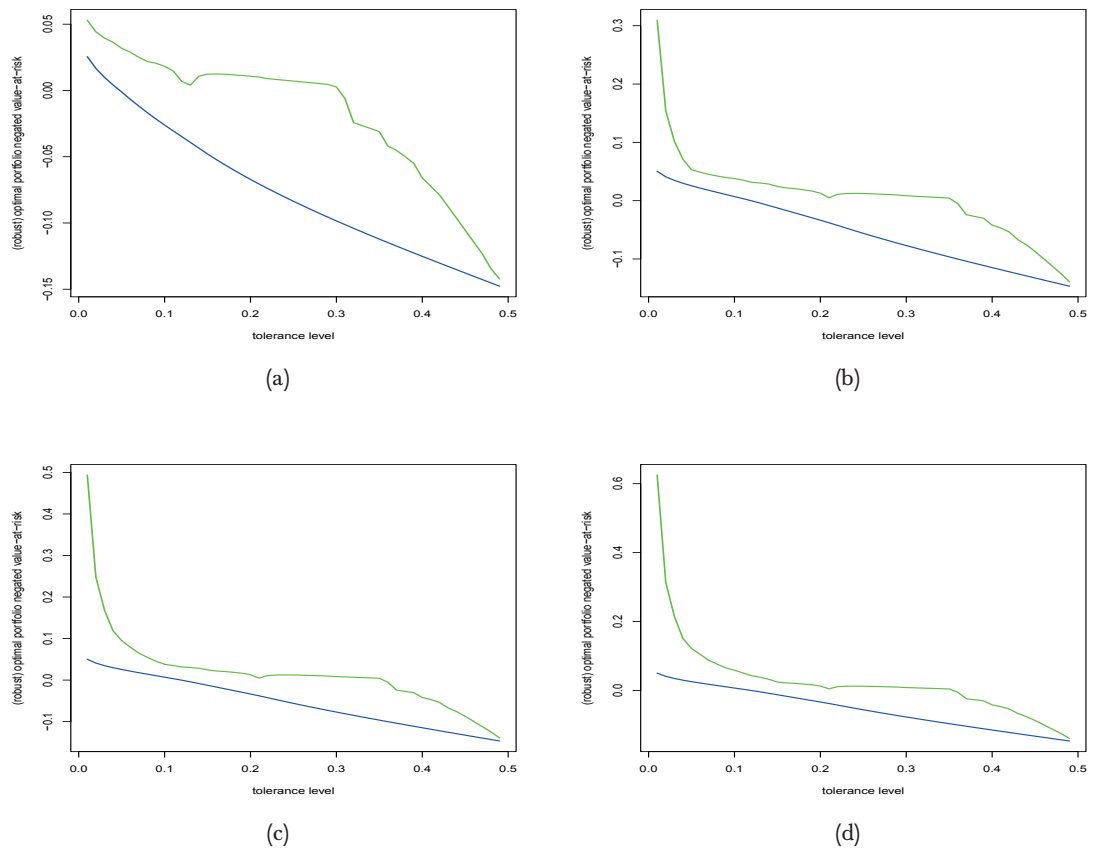 (robust) optimal portfolio negated value-at-risk
0.05
0.00
-0.05
-0.10
-0.15
0.0 0.1 0.2 0.3 0.4 0.5
tolerance level
(a)
(robust) optimal portfolio negated value-at-risk
0.3
0.2
0.1
0.0
-0.1
0.0 0.1 0.2 0.3 0.4 0.5
tolerance level
(b)
(robust) optimal portfolio negated value-at-risk
0.5
0.4
0.3
0.2
0.1
0.0
-0.1
0.0 0.1 0.2 0.3 0.4 0.5
tolerance level
(c)
(robust) optimal portfolio negated value-at-risk
0.6
0.4
0.2
0.0
0.0 0.1 0.2 0.3 0.4 0.5
tolerance level
(d)